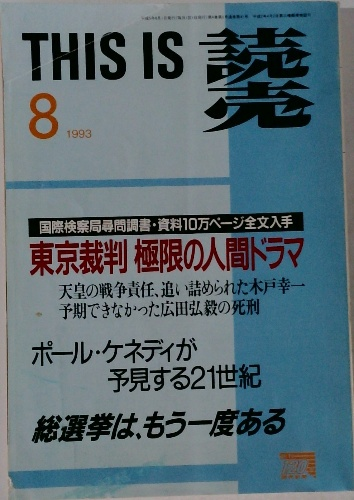 THIS IS 読売
8 1993
国際検察局尋問調書・資料10万ページ全文入手
東京裁判 極限の人間ドラマ
天皇の戦争責任、追い詰められた木戸幸一
予期できなかった広田弘毅の死刑
ポール・ケネディが
予見する21世紀
総選挙は、もう一度ある